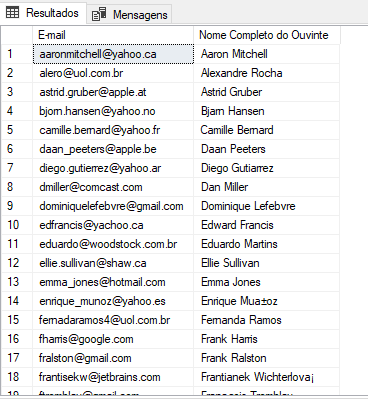 Resultados Mensagens
E-mail Nome Completo do Ouvinte
1 aaronmitchell@yahoo.ca Aaron Mitchell
2 alero@uol.com.br Alexandre Rocha
3 astrid.gruber@apple.at Astrid Gruber
4 bjorn.hansen@yahoo.no Bjarn Hansen
5 camille.bernard@yahoo.fr Camille Bernard
6 daan_peeters@apple.be Daan Peeters
7 diego.gutierrez@yahoo.ar Diego Gutiarrez
8 dmiller@comcast.com Dan Miller
9 dominiquelefebvre@gmail.com Dominique Lefebvre
10 edfrancis@yachoo.ca Edward Francis
11 eduardo@woodstock.com.br Eduardo Martins
12 ellie.sullivan@shaw.ca Ellie Sullivan
13 emma_jones@hotmail.com Emma Jones
14 enrique_munoz@yahoo.es Enrique Mua±oz
15 fernadaramos4@uol.com.br Fernanda Ramos
16 fharris@google.com Frank Harris
17 fralston@gmail.com Frank Ralston
18 frantisekw@jetbrains.com Frantianek Wichterlova¡